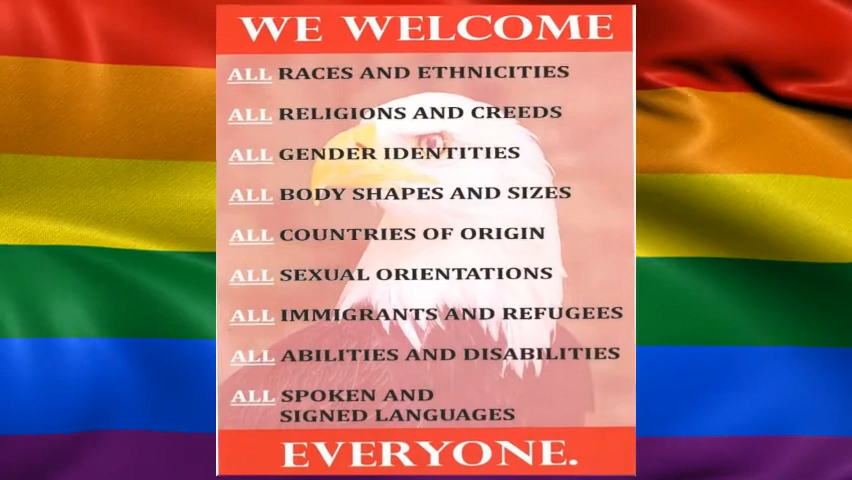 WE WELCOME
ALL RACES AND ETHNICITIES
ALL RELIGIONS AND CREEDS
ALL GENDER IDENTITIES
ALL BODY SHAPES AND SIZES
ALL COUNTRIES OF ORIGIN
ALL SEXUAL ORIENTATIONS
ALL IMMIGRANTS AND REFUGEES
ALL ABILITIES AND DISABILITIES
ALL SPOKEN AND
SIGNED LANGUAGES
EVERYONE.